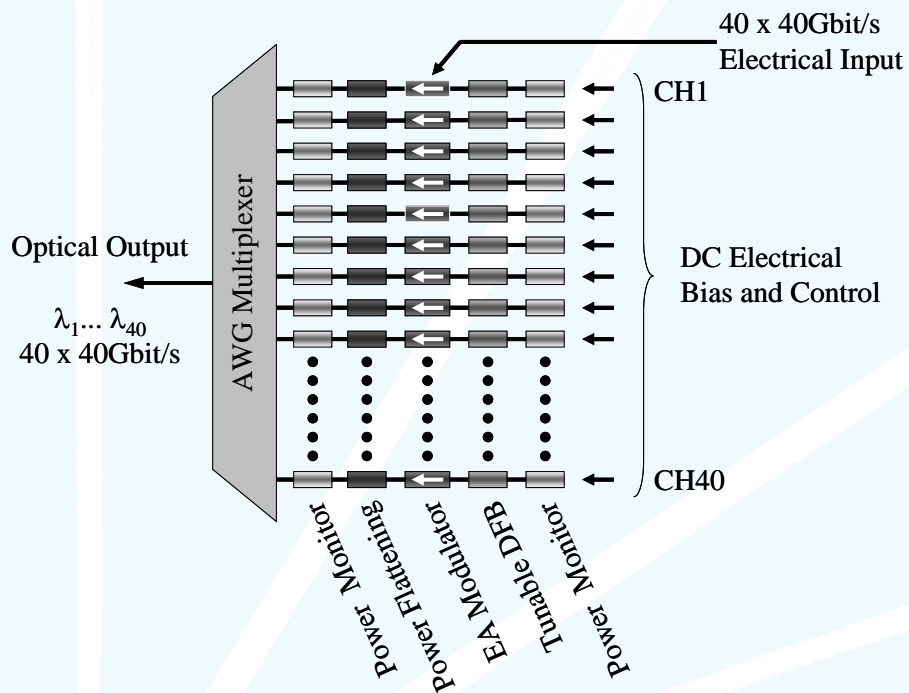 40 x 40Gbit/s
Electrical Input
CH1
Optical Output
λ1... λ40
40 x 40Gbit/s
AWG Multiplexer
DC Electrical
Bias and Control
CH40
Power Monitor
Power Flattening
EA Modulator
Tunable DFB
Power Monitor